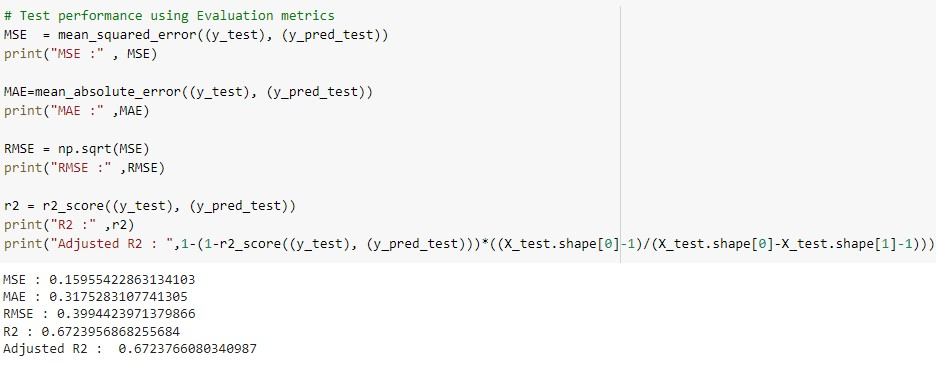 # Test performance using Evaluation metrics
MSE  = mean_squared_error((y_test), (y_pred_test))
print("MSE :" , MSE)
MAE=mean_absolute_error((y_test), (y_pred_test))
print("MAE :" ,MAE)
RMSE = np.sqrt(MSE)
print("RMSE :" ,RMSE)
r2 = r2_score((y_test), (y_pred_test))
print("R2 :" ,r2)
print("Adjusted R2 : ",1-(1-r2_score((y_test), (y_pred_test)))*((X_test.shape[0]-1)/(X_test.shape[0]-X_test.shape[1]-1)))
MSE : 0.15955422863134103
MAE : 0.3175283107741305
RMSE : 0.3994423971379866
R2 : 0.6723956868255684
Adjusted R2 :  0.6723766080340987